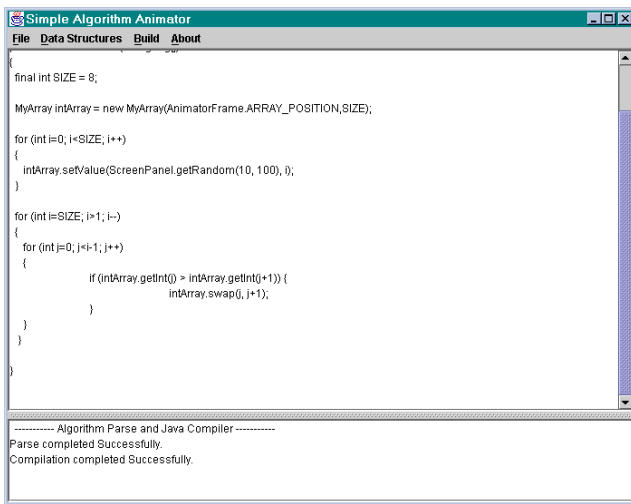 Simple Algorithm Animator
File Data Structures Build About
{
final int SIZE = 8;
MyArray intArray = new MyArray(AnimatorFrame.ARRAY_POSITION,SIZE);
for (int i=0; i<SIZE; i++)
{
intArray.setValue(ScreenPanel.getRandom(10, 100), i);
}
for (int i=SIZE; i>1; i--)
{
for (int j=0; j<i-1; j++)
{
if (intArray.getInt(j) > intArray.getInt(j+1)) {
intArray.swap(j, j+1);
}
}
}
}
----------- Algorithm Parse and Java Compiler -----------
Parse completed Successfully.
Compilation completed Successfully.